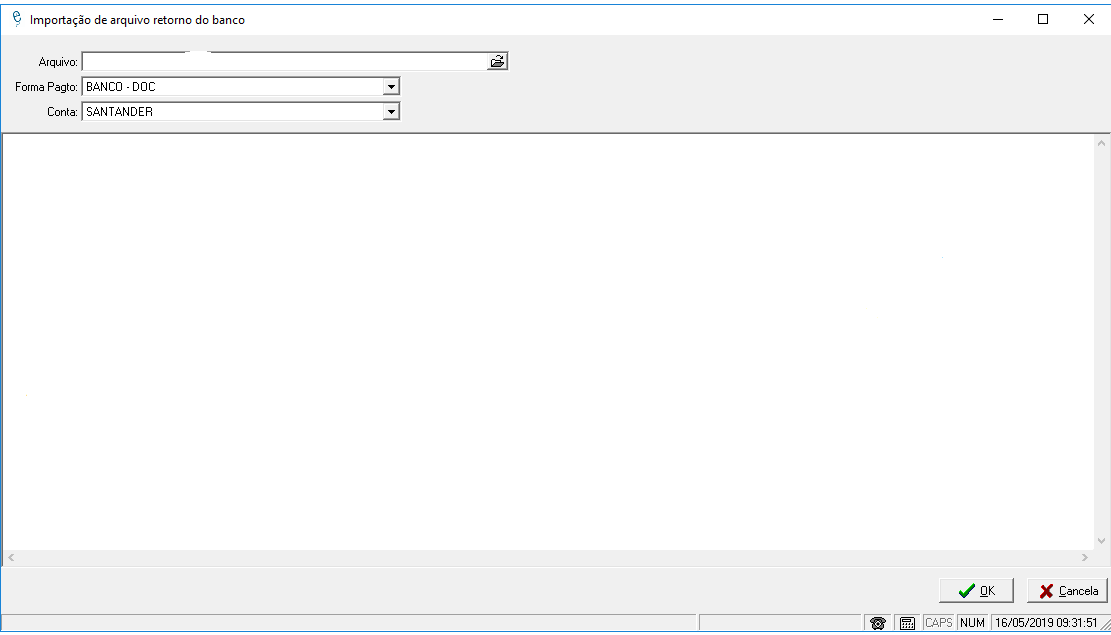 Importação de arquivo retorno do banco
Arquivo:
Forma Pagto: BANCO - DOC
Conta: SANTANDER
OK Cancela
CAPS NUM 16/05/2019 09:31:51